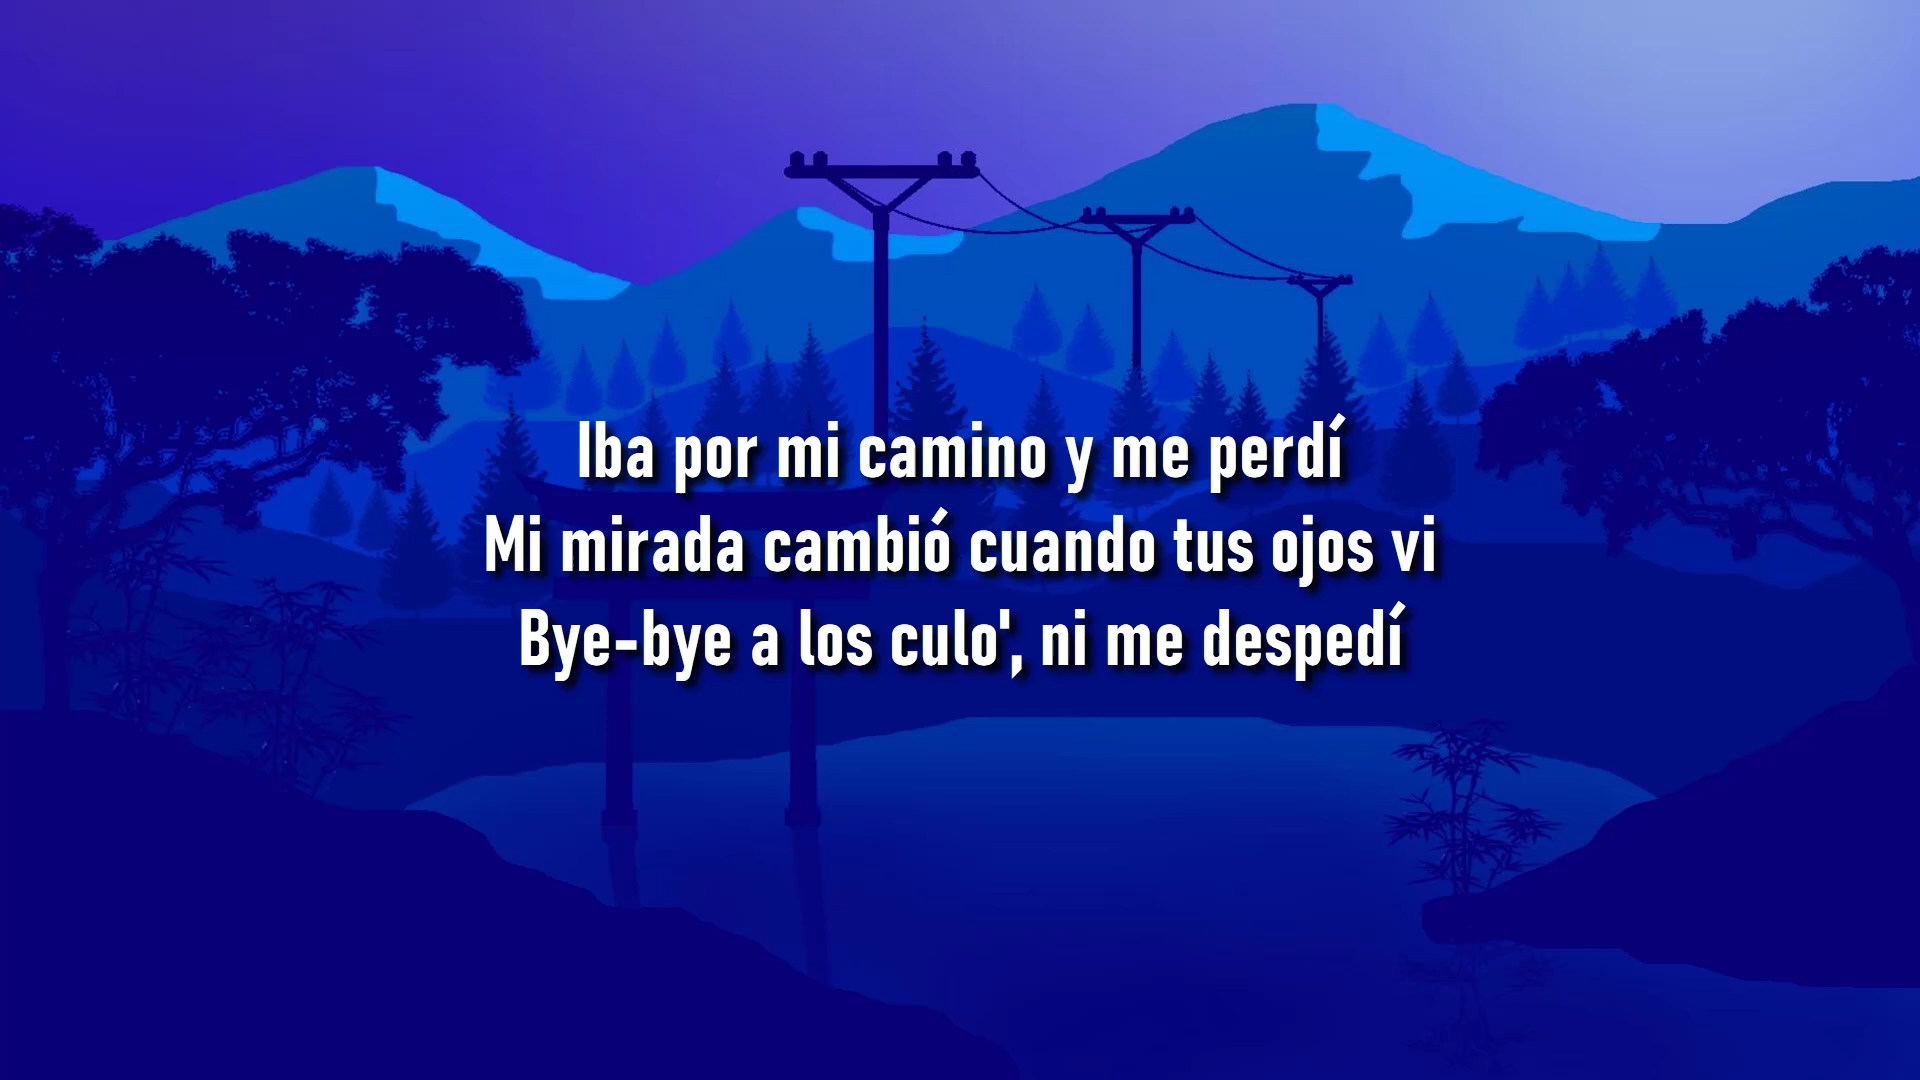 Iba por mi camino y me perdí
Mi mirada cambió cuando tus ojos vi
Bye-bye a los culo', ni me despedí